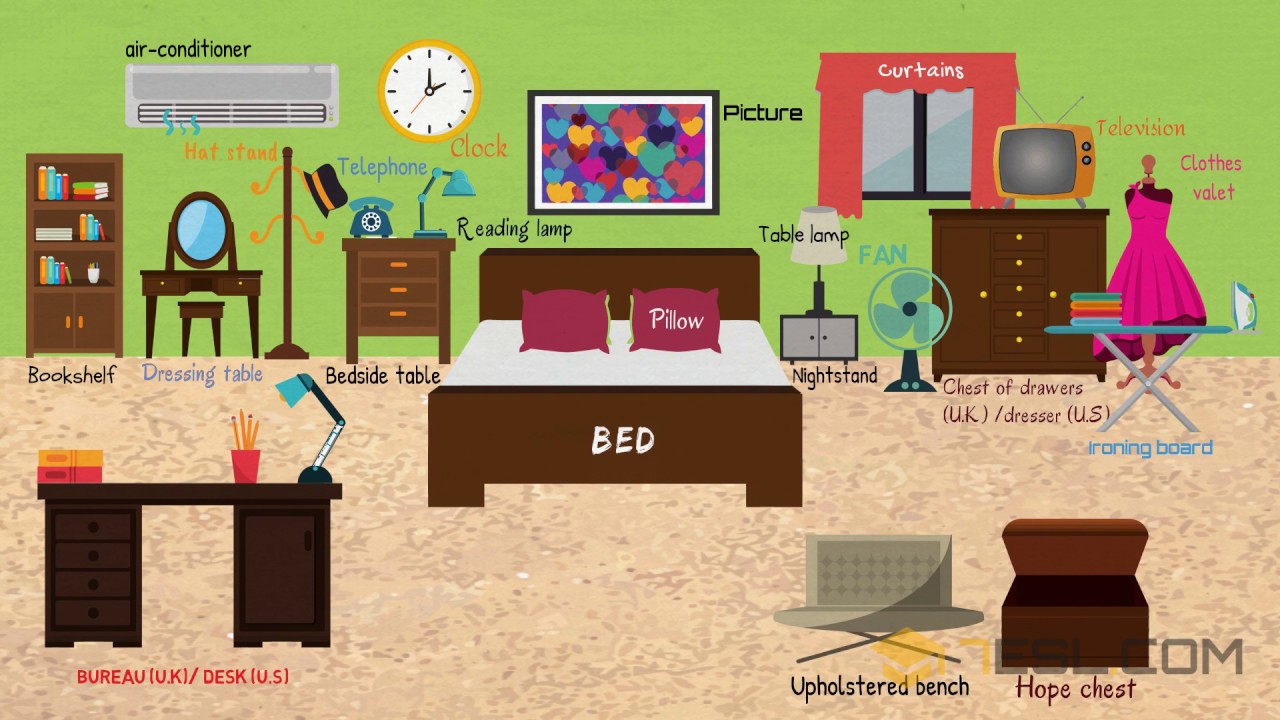 air-conditioner
Curtains
Picture
Television
Hat stand
Clock
Telephone
Clothes
valet
Reading lamp
Table lamp
FAN
Pillow
Bookshelf
Dressing table
Bedside table
Nightstand
Chest of drawers
(U.K.) /dresser (U.S)
BED
Ironing board
BUREAU (U.K)/ DESK (U.S)
7ESL.COM
Upholstered bench
Hope chest